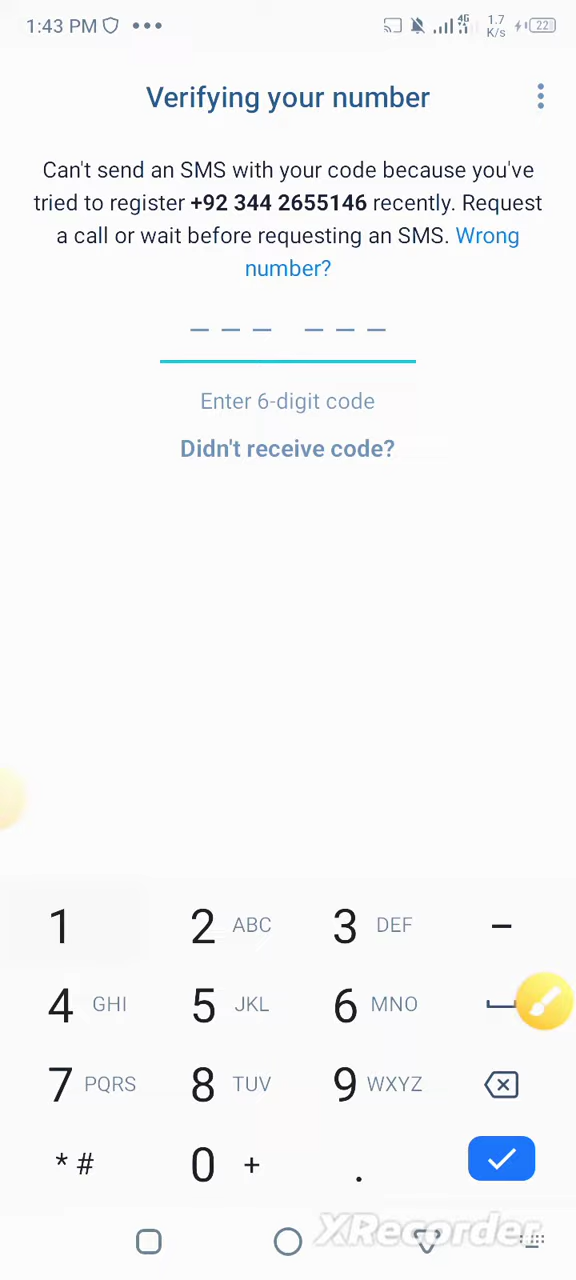 1:43 PM ••• 4G 1.7 K/s 22
Verifying your number
Can't send an SMS with your code because you've
tried to register +92 344 2655146 recently. Request
a call or wait before requesting an SMS. Wrong
number?
Enter 6-digit code
Didn't receive code?
1 2 ABC 3 DEF –
4 GHI 5 JKL 6 MNO
7 PQRS 8 TUV 9 WXYZ
* # 0 + .
XRecorder